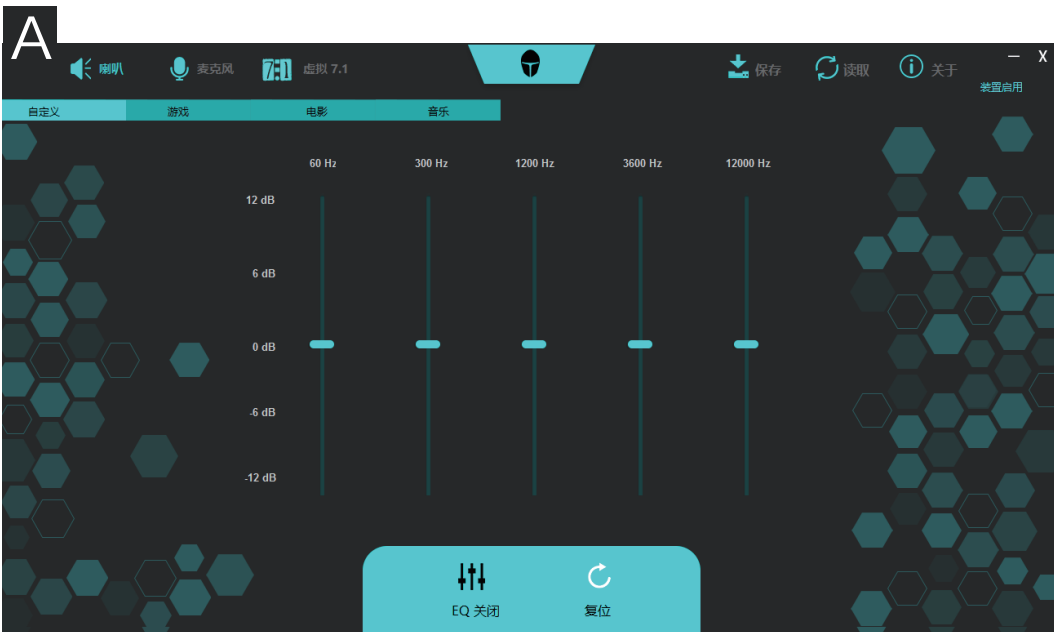 A
喇叭 麦克风 7:1 虚拟 7.1 保存 读取 关于
装置启用
自定义 游戏 电影 音乐
60 Hz 300 Hz 1200 Hz 3600 Hz 12000 Hz
12 dB
6 dB
0 dB
-6 dB
-12 dB
EQ 关闭 复位